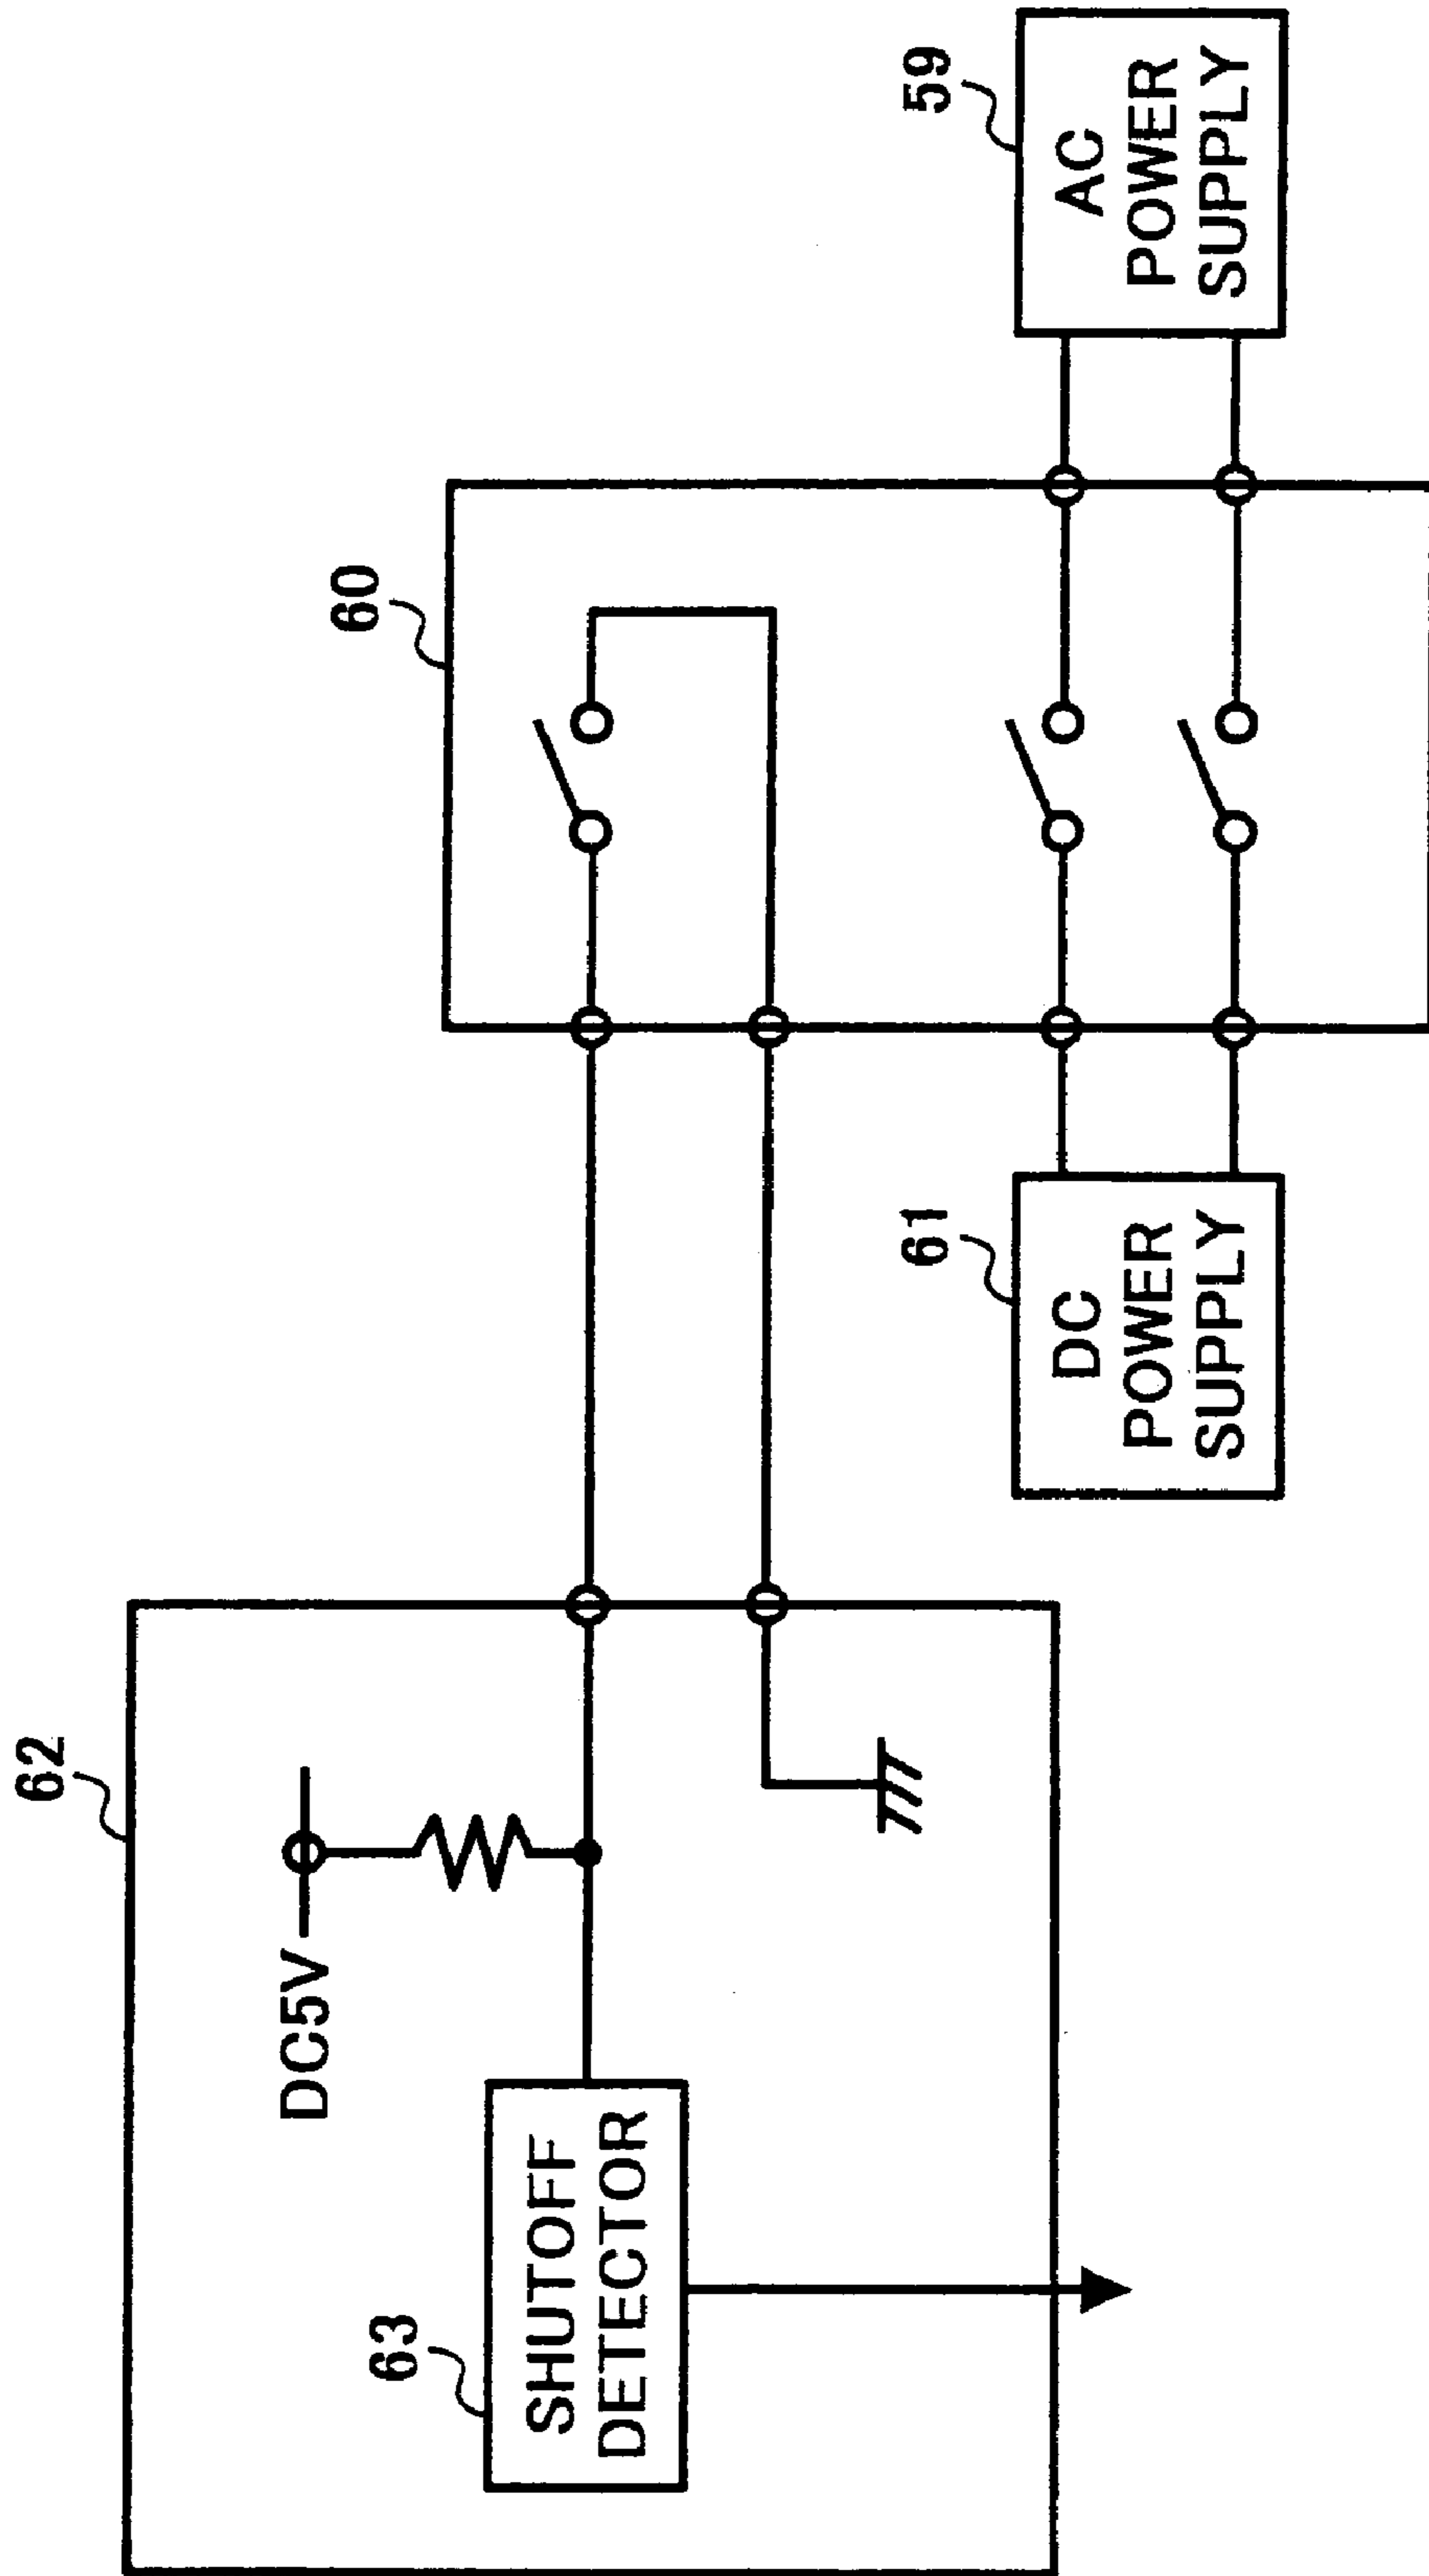 62
DC5V
63
SHUTOFF
DETECTOR
60
61
DC
POWER
SUPPLY
59
AC
POWER
SUPPLY